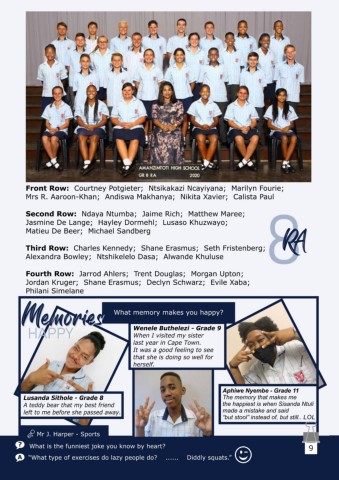 AMANZIMTOTI HIGH SCHOOL
GR 8 RA 2020
Front Row: Courtney Potgieter; Ntsikakazi Ncayiyana; Marilyn Fourie;
Mrs R. Aaroon-Khan; Andiswa Makhanya; Nikita Xavier; Calista Paul
Second Row: Ndaya Ntumba; Jaime Rich; Matthew Maree;
Jasmine De Lange; Hayley Dormehl; Lusaso Khuzwayo;
Matieu De Beer; Michael Sandberg
8
RA
Third Row: Charles Kennedy; Shane Erasmus; Seth Fristenberg;
Alexandra Bowley; Ntshikelelo Dasa; Alwande Khuluse
Fourth Row: Jarrod Ahlers; Trent Douglas; Morgan Upton;
Jordan Kruger; Shane Erasmus; Declyn Schwarz; Evile Xaba;
Philani Simelane
Memories
HAPPY
What memory makes you happy?
Wenele Buthelezi - Grade 9
When I visited my sister
last year in Cape Town.
It was a good feeling to see
that she is doing so well for
herself.
Lusanda Sithole - Grade 8
A teddy bear that my best friend
left to me before she passed away.
Aphiwe Nyembe - Grade 11
The memory that makes me
the happiest is when Sisanda Ntuli
made a mistake and said
"but stool" instead of, but still.. LOL
Mr J. Harper - Sports
? What is the funniest joke you know by heart?
A "What type of exercises do lazy people do? ...... Diddly squats."
9